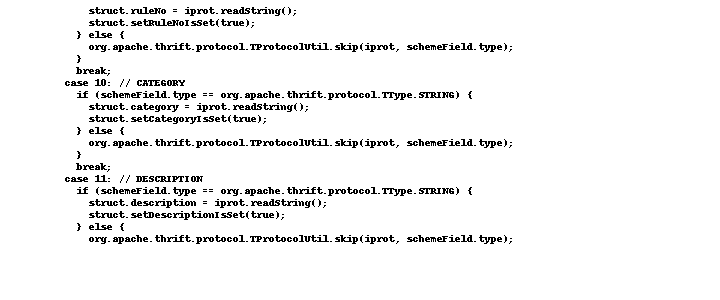 struct.ruleNo = iprot.readString();
struct.setRuleNoIsSet(true);
} else {
org.apache.thrift.protocol.TProtocolUtil.skip(iprot, schemeField.type);
}
break;
case 10: // CATEGORY
if (schemeField.type == org.apache.thrift.protocol.TType.STRING) {
struct.category = iprot.readString();
struct.setCategoryIsSet(true);
} else {
org.apache.thrift.protocol.TProtocolUtil.skip(iprot, schemeField.type);
}
break;
case 11: // DESCRIPTION
if (schemeField.type == org.apache.thrift.protocol.TType.STRING) {
struct.description = iprot.readString();
struct.setDescriptionIsSet(true);
} else {
org.apache.thrift.protocol.TProtocolUtil.skip(iprot, schemeField.type);